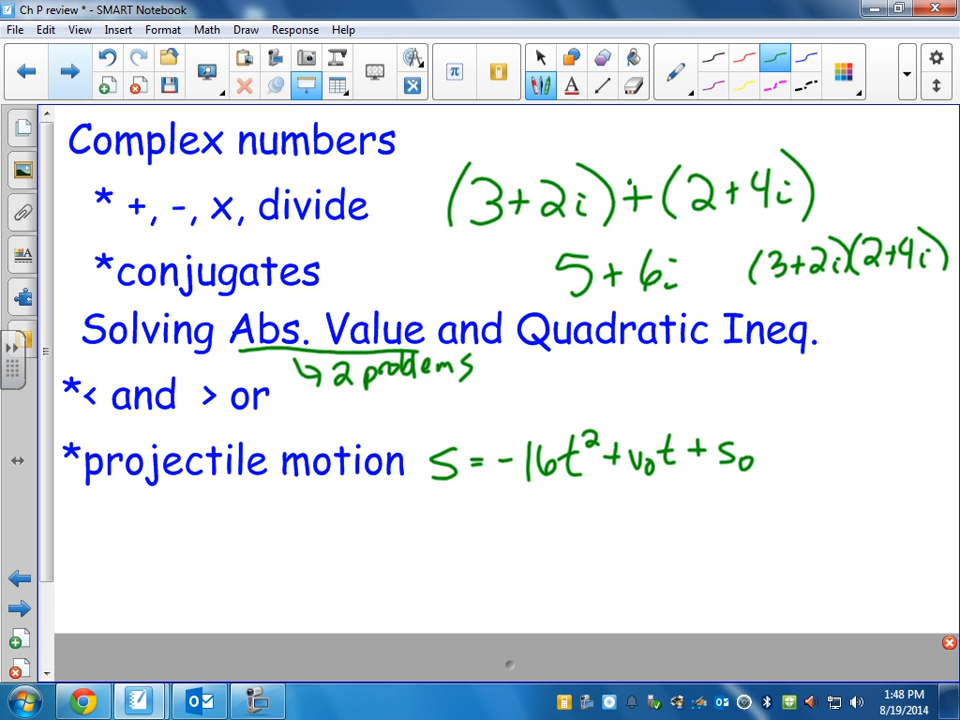 Ch P review * - SMART Notebook
File Edit View Insert Format Math Draw Response Help
Complex numbers
* +, -, x, divide
(3+2i)+(2+4i)
*conjugates
5+6i
(3+2i)(2+4i)
Solving Abs. Value and Quadratic Ineq.
↳ 2 problems
*< and > or
*projectile motion
s = -16t²+v₀t + s₀
1:48 PM
8/19/2014